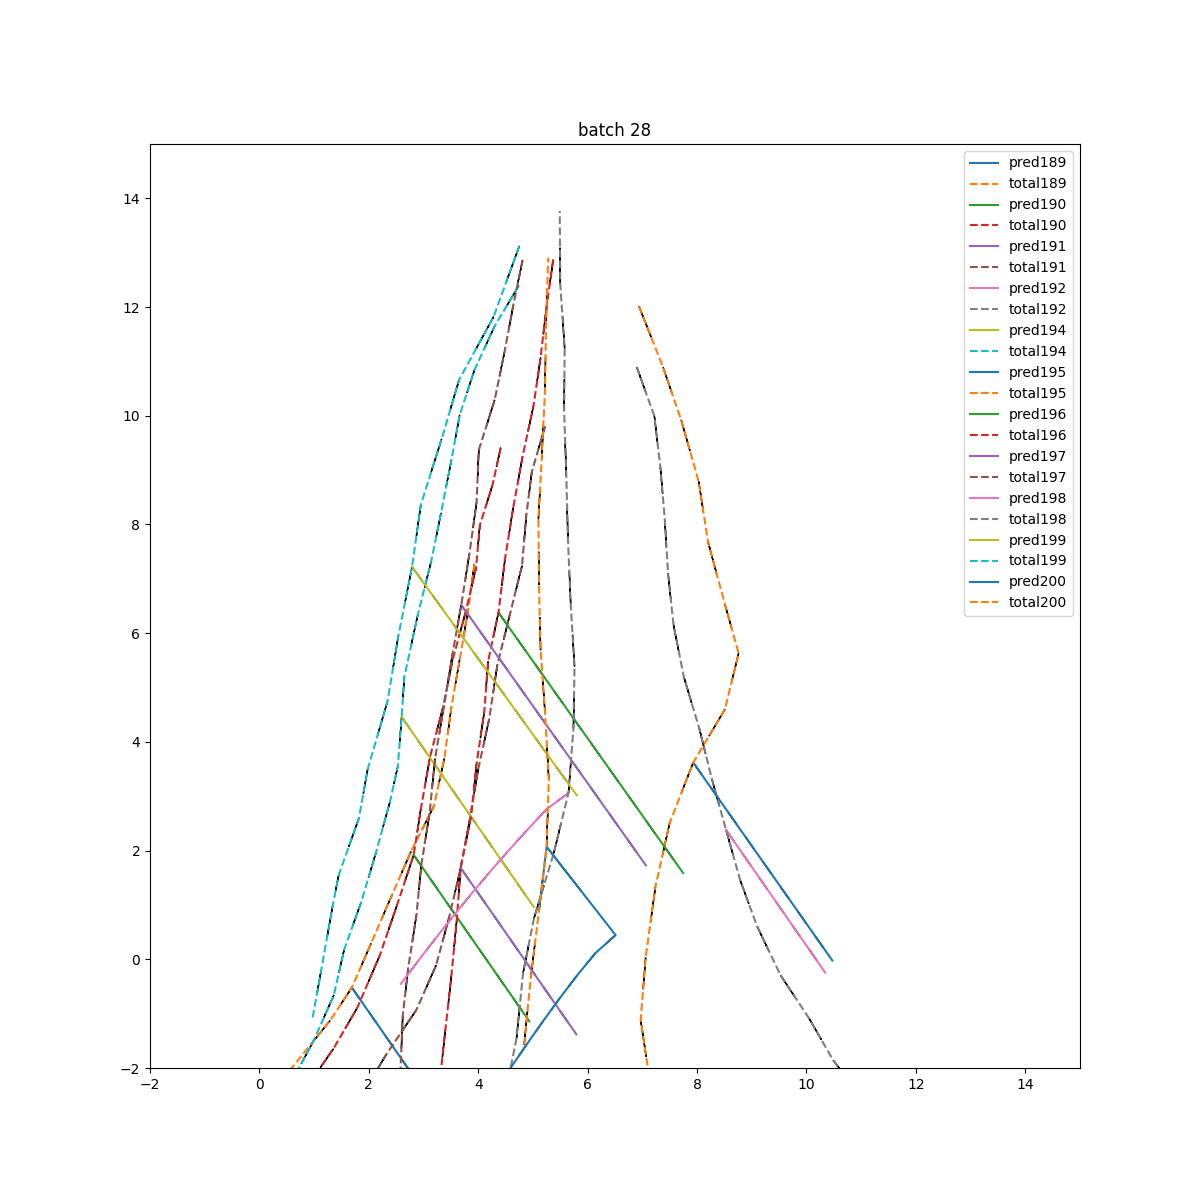 batch 28
14
12
10
8
6
4
2
0
−2
−2
0
2
4
6
8
10
12
14
pred189
total189
pred190
total190
pred191
total191
pred192
total192
pred194
total194
pred195
total195
pred196
total196
pred197
total197
pred198
total198
pred199
total199
pred200
total200